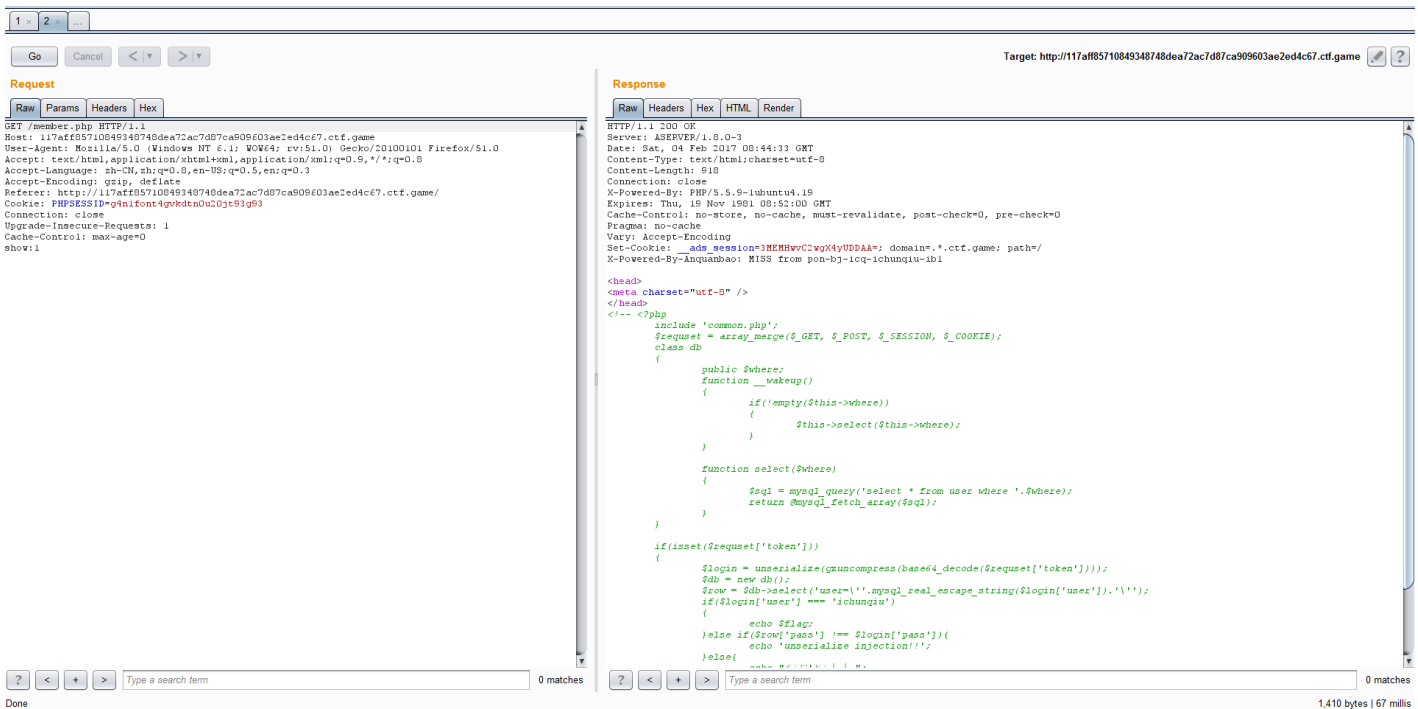 1 × 2 × ...
Go Cancel < ▼ > ▼ Target: http://117aff85710849348748dea72ac7d87ca909603ae2ed4c67.ctf.game ?
Request
Raw Params Headers Hex
GET /member.php HTTP/1.1
Host: 117aff85710849348748dea72ac7d87ca909603ae2ed4c67.ctf.game
User-Agent: Mozilla/5.0 (Windows NT 6.1; WOW64; rv:51.0) Gecko/20100101 Firefox/51.0
Accept: text/html,application/xhtml+xml,application/xml;q=0.9,*/*;q=0.8
Accept-Language: zh-CN,zh;q=0.8,en-US;q=0.5,en;q=0.3
Accept-Encoding: gzip, deflate
Referer: http://117aff85710849348748dea72ac7d87ca909603ae2ed4c67.ctf.game/
Cookie: PHPSESSID=g4nifont4gvkdtn0u20jt93g93
Connection: close
Upgrade-Insecure-Requests: 1
Cache-Control: max-age=0
show:1
? < + > Type a search term 0 matches
Response
Raw Headers Hex HTML Render
HTTP/1.1 200 OK
Server: ASERVER/1.8.0-3
Date: Sat, 04 Feb 2017 08:44:33 GMT
Content-Type: text/html;charset=utf-8
Content-Length: 918
Connection: close
X-Powered-By: PHP/5.5.9-1ubuntu4.19
Expires: Thu, 19 Nov 1981 08:52:00 GMT
Cache-Control: no-store, no-cache, must-revalidate, post-check=0, pre-check=0
Pragma: no-cache
Vary: Accept-Encoding
Set-Cookie: __ads_session=3MEMHwvC2wgX4yUDDAA=; domain=.*.ctf.game; path=/
X-Powered-By-Anquanbao: MISS from pon-bj-icq-ichunqiu-ib1
<head>
<meta charset="utf-8" />
</head>
<!-- <?php
include 'common.php';
$requset = array_merge($_GET, $_POST, $_SESSION, $_COOKIE);
class db
{
public $where;
function __wakeup()
{
if(!empty($this->where))
{
$this->select($this->where);
}
}
function select($where)
{
$sql = mysql_query('select * from user where '.$where);
return @mysql_fetch_array($sql);
}
}
if(isset($requset['token']))
{
$login = unserialize(gzuncompress(base64_decode($requset['token'])));
$db = new db();
$row = $db->select('user=\''.mysql_real_escape_string($login['user']).'\'');
if($login['user'] === 'ichunqiu')
{
echo $flag;
}else if($row['pass'] !== $login['pass']){
echo 'unserialize injection!!';
}else{
? < + > Type a search term 0 matches
Done 1,410 bytes | 67 millis